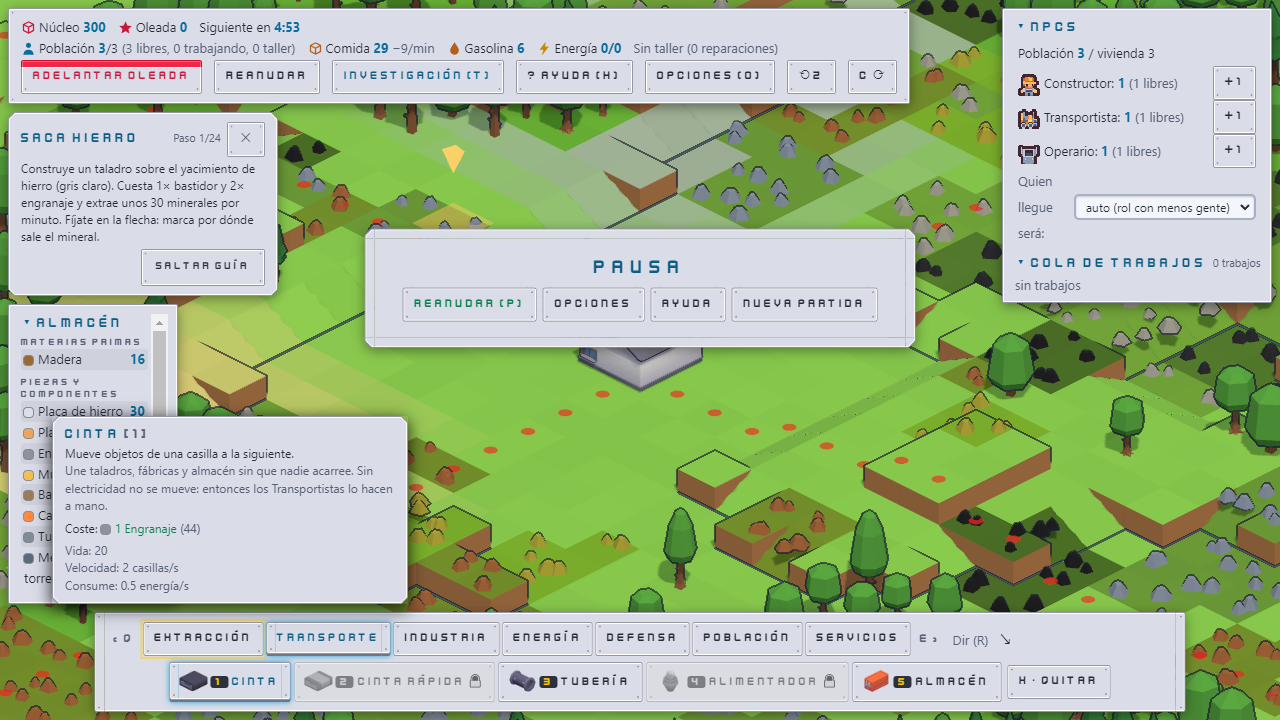 Núcleo 300 Oleada 0 Siguiente en 4:53
Población 3/3 (3 libres, 0 trabajando, 0 taller) Comida 29 −9/min Gasolina 6 Energía 0/0 Sin taller (0 reparaciones)
ADELANTAR OLEADA REANUDAR INVESTIGACIÓN (T) ? AYUDA (H) OPCIONES (O) 2 C
SACA HIERRO Paso 1/24 ×
Construye un taladro sobre el yacimiento de
hierro (gris claro). Cuesta 1× bastidor y 2×
engranaje y extrae unos 30 minerales por
minuto. Fíjate en la flecha: marca por dónde
sale el mineral.
SALTAR GUÍA
NPCS
Población 3 / vivienda 3
Constructor: 1 (1 libres) +1
Transportista: 1 (1 libres) +1
Operario: 1 (1 libres) +1
Quien
llegue auto (rol con menos gente)
será:
COLA DE TRABAJOS 0 trabajos
sin trabajos
PAUSA
REANUDAR (P) OPCIONES AYUDA NUEVA PARTIDA
ALMACÉN
MATERIAS PRIMAS
Madera 16
PIEZAS Y
COMPONENTES
Placa de hierro 30
torre
CINTA (1)
Mueve objetos de una casilla a la siguiente.
Une taladros, fábricas y almacén sin que nadie acarree. Sin
electricidad no se mueve: entonces los Transportistas lo hacen
a mano.
Coste: 1 Engranaje (44)
Vida: 20
Velocidad: 2 casillas/s
Consume: 0.5 energía/s
‹ Q EXTRACCIÓN TRANSPORTE INDUSTRIA ENERGÍA DEFENSA POBLACIÓN SERVICIOS E › Dir (R) ↘
1 CINTA 2 CINTA RÁPIDA 3 TUBERÍA 4 ALIMENTADOR 5 ALMACÉN X · QUITAR